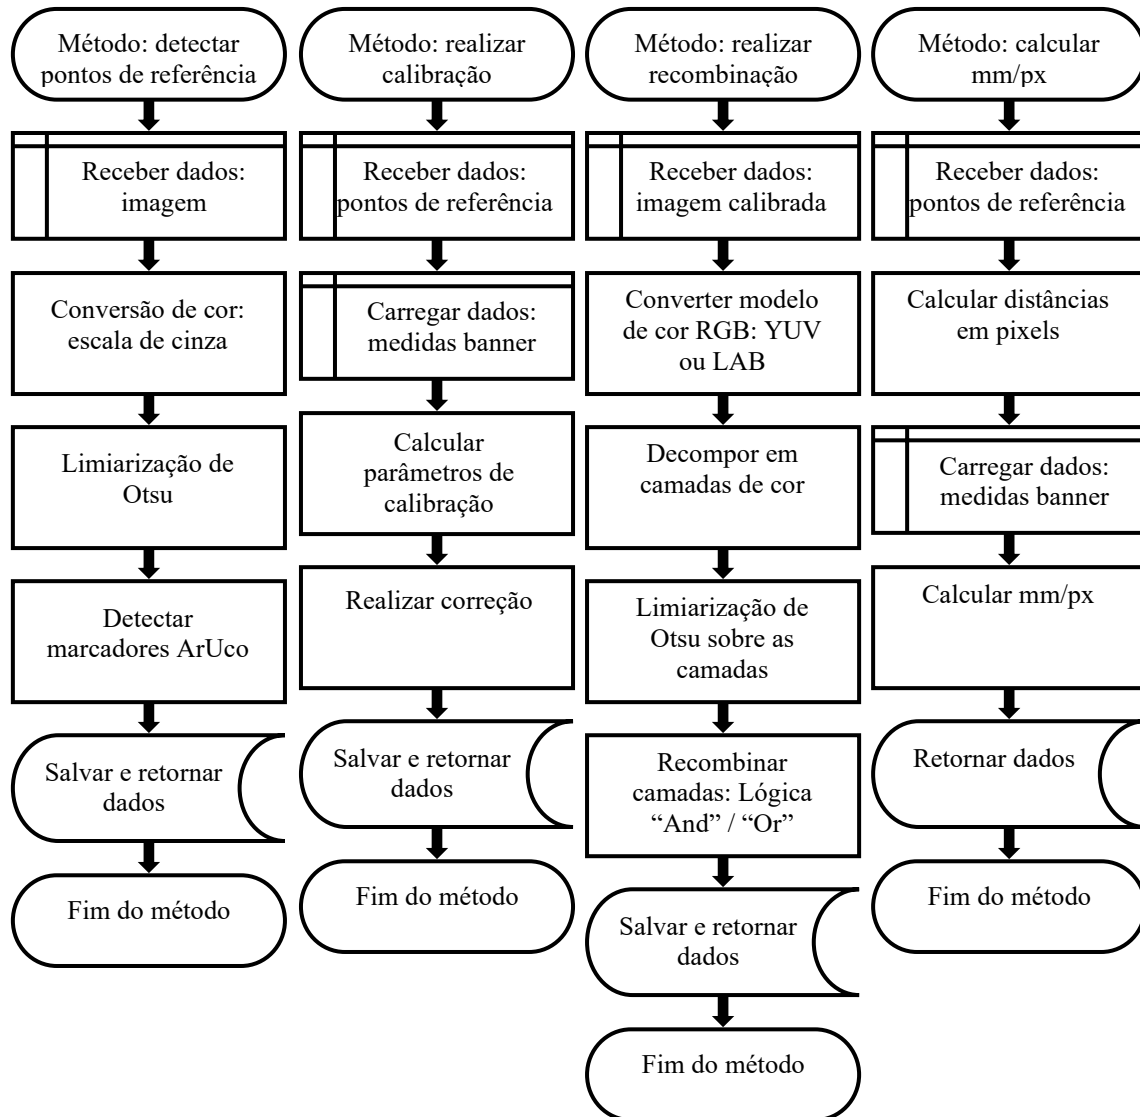 Método: detectar
pontos de referência
Receber dados:
imagem
Conversão de cor:
escala de cinza
Limiarização de
Otsu
Detectar
marcadores ArUco
Salvar e retornar
dados
Fim do método
Método: realizar
calibração
Receber dados:
pontos de referência
Carregar dados:
medidas banner
Calcular
parâmetros de
calibração
Realizar correção
Salvar e retornar
dados
Fim do método
Método: realizar
recombinação
Receber dados:
imagem calibrada
Converter modelo
de cor RGB: YUV
ou LAB
Decompor em
camadas de cor
Limiarização de
Otsu sobre as
camadas
Recombinar
camadas: Lógica
“And” / “Or”
Salvar e retornar
dados
Fim do método
Método: calcular
mm/px
Receber dados:
pontos de referência
Calcular distâncias
em pixels
Carregar dados:
medidas banner
Calcular mm/px
Retornar dados
Fim do método